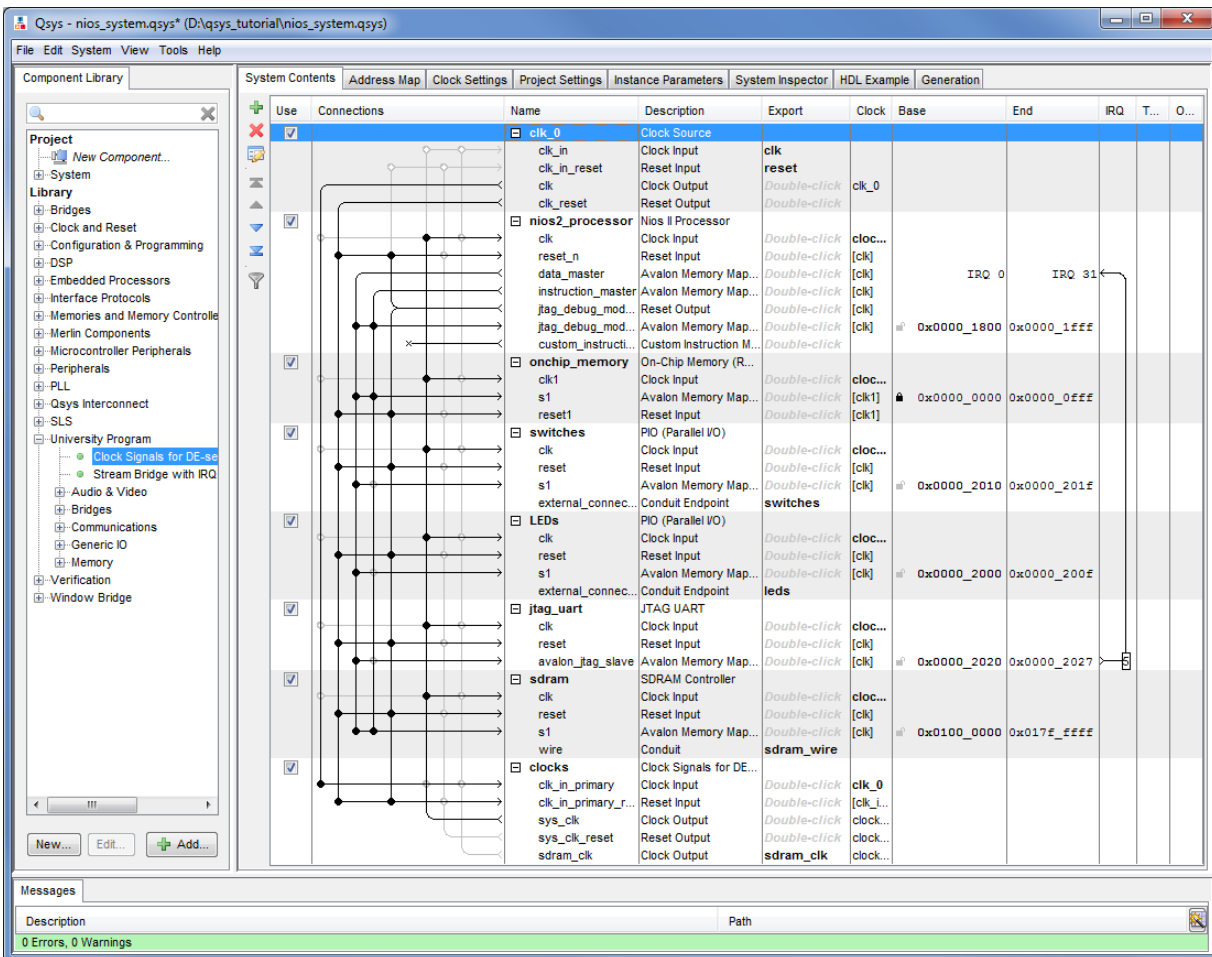 Qsys - nios_system.qsys* (D:\qsys_tutorial\nios_system.qsys)
File Edit System View Tools Help
Component Library
Project
New Component...
System
Library
Bridges
Clock and Reset
Configuration & Programming
DSP
Embedded Processors
Interface Protocols
Memories and Memory Controlle
Merlin Components
Microcontroller Peripherals
Peripherals
PLL
Qsys Interconnect
SLS
University Program
Clock Signals for DE-se
Stream Bridge with IRQ
Audio & Video
Bridges
Communications
Generic IO
Memory
Verification
Window Bridge
New... Edit... Add...
System Contents Address Map Clock Settings Project Settings Instance Parameters System Inspector HDL Example Generation
Use Connections Name Description Export Clock Base End IRQ T... O...
clk_0 Clock Source
clk_in Clock Input clk
clk_in_reset Reset Input reset
clk Clock Output Double-click clk_0
clk_reset Reset Output Double-click
nios2_processor Nios II Processor
clk Clock Input Double-click cloc...
reset_n Reset Input Double-click [clk]
data_master Avalon Memory Map... Double-click [clk] IRQ 0 IRQ 31
instruction_master Avalon Memory Map... Double-click [clk]
jtag_debug_mod... Reset Output Double-click [clk]
jtag_debug_mod... Avalon Memory Map... Double-click [clk] 0x0000_1800 0x0000_1fff
custom_instructi... Custom Instruction M... Double-click
onchip_memory On-Chip Memory (R...
clk1 Clock Input Double-click cloc...
s1 Avalon Memory Map... Double-click [clk1] 0x0000_0000 0x0000_0fff
reset1 Reset Input Double-click [clk1]
switches PIO (Parallel I/O)
clk Clock Input Double-click cloc...
reset Reset Input Double-click [clk]
s1 Avalon Memory Map... Double-click [clk] 0x0000_2010 0x0000_201f
external_connec... Conduit Endpoint switches
LEDs PIO (Parallel I/O)
clk Clock Input Double-click cloc...
reset Reset Input Double-click [clk]
s1 Avalon Memory Map... Double-click [clk] 0x0000_2000 0x0000_200f
external_connec... Conduit Endpoint leds
jtag_uart JTAG UART
clk Clock Input Double-click cloc...
reset Reset Input Double-click [clk]
avalon_jtag_slave Avalon Memory Map... Double-click [clk] 0x0000_2020 0x0000_2027 5
sdram SDRAM Controller
clk Clock Input Double-click cloc...
reset Reset Input Double-click [clk]
s1 Avalon Memory Map... Double-click [clk] 0x0100_0000 0x017f_ffff
wire Conduit sdram_wire
clocks Clock Signals for DE...
clk_in_primary Clock Input Double-click clk_0
clk_in_primary_r... Reset Input Double-click [clk_i...
sys_clk Clock Output Double-click clock...
sys_clk_reset Reset Output Double-click clock...
sdram_clk Clock Output sdram_clk clock...
Messages
Description Path
0 Errors, 0 Warnings